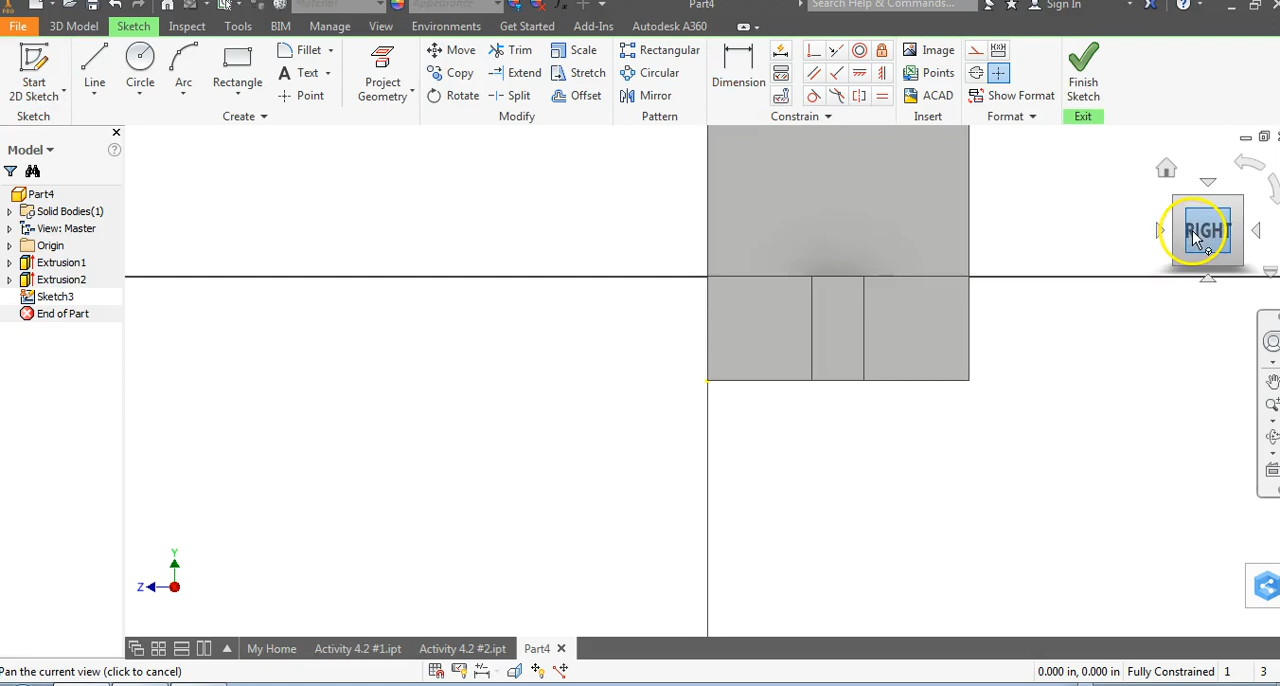 Material
Appearance
Part4
Search Help & Commands...
Sign In
File
3D Model
Sketch
Inspect
Tools
BIM
Manage
View
Environments
Get Started
Add-Ins
Autodesk A360
Start
2D Sketch
Line
Circle
Arc
Rectangle
Fillet
Text
Point
Project
Geometry
Move
Copy
Rotate
Trim
Extend
Split
Scale
Stretch
Offset
Rectangular
Circular
Mirror
Dimension
Image
Points
ACAD
Show Format
Finish
Sketch
Sketch
Create
Modify
Pattern
Constrain
Insert
Format
Exit
Model
Part4
Solid Bodies(1)
View: Master
Origin
Extrusion1
Extrusion2
Sketch3
End of Part
RIGHT
Y
Z
My Home
Activity 4.2 #1.ipt
Activity 4.2 #2.ipt
Part4
Pan the current view (click to cancel)
0.000 in, 0.000 in
Fully Constrained
1
3